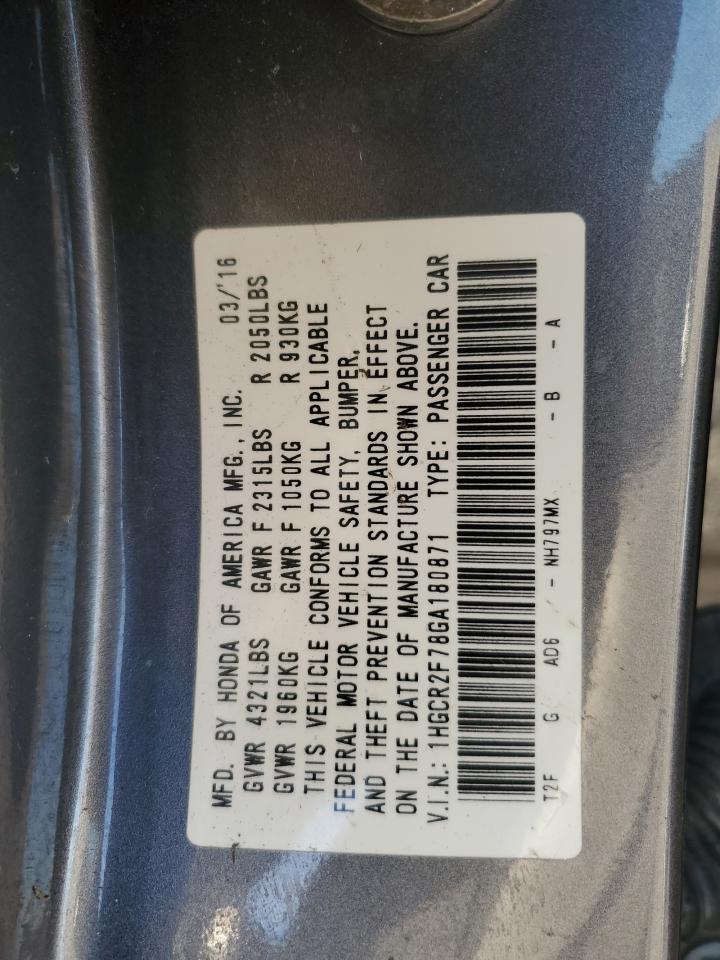 MFD. BY HONDA OF AMERICA MFG., INC. 03/'16
GVWR 4321LBS GAWR F 2315LBS R 2050LBS
GVWR 1960KG GAWR F 1050KG R 930KG
THIS VEHICLE CONFORMS TO ALL APPLICABLE
FEDERAL MOTOR VEHICLE SAFETY, BUMPER,
AND THEFT PREVENTION STANDARDS IN EFFECT
ON THE DATE OF MANUFACTURE SHOWN ABOVE.
V.I.N.: 1HGCR2F78GA180871 TYPE: PASSENGER CAR
T2F G AD6 - NH797MX - B - A